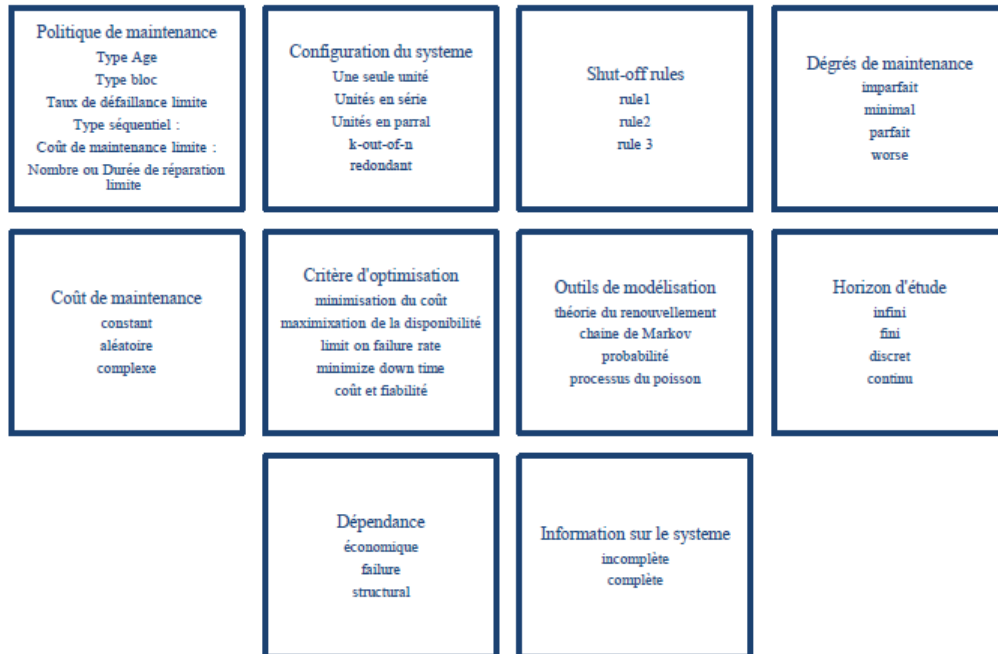 Politique de maintenance
Type Age
Type bloc
Taux de défaillance limite
Type séquentiel :
Coût de maintenance limite :
Nombre ou Durée de réparation
limite
Configuration du systeme
Une seule unité
Unités en série
Unités en parral
k-out-of-n
redondant
Shut-off rules
rule1
rule2
rule 3
Dégrés de maintenance
imparfait
minimal
parfait
worse
Coût de maintenance
constant
aléatoire
complexe
Critère d'optimisation
minimisation du coût
maximixation de la disponibilité
limit on failure rate
minimize down time
coût et fiabilité
Outils de modélisation
théorie du renouvellement
chaine de Markov
probabilité
processus du poisson
Horizon d'étude
infini
fini
discret
continu
Dépendance
économique
failure
structural
Information sur le systeme
incomplète
complète